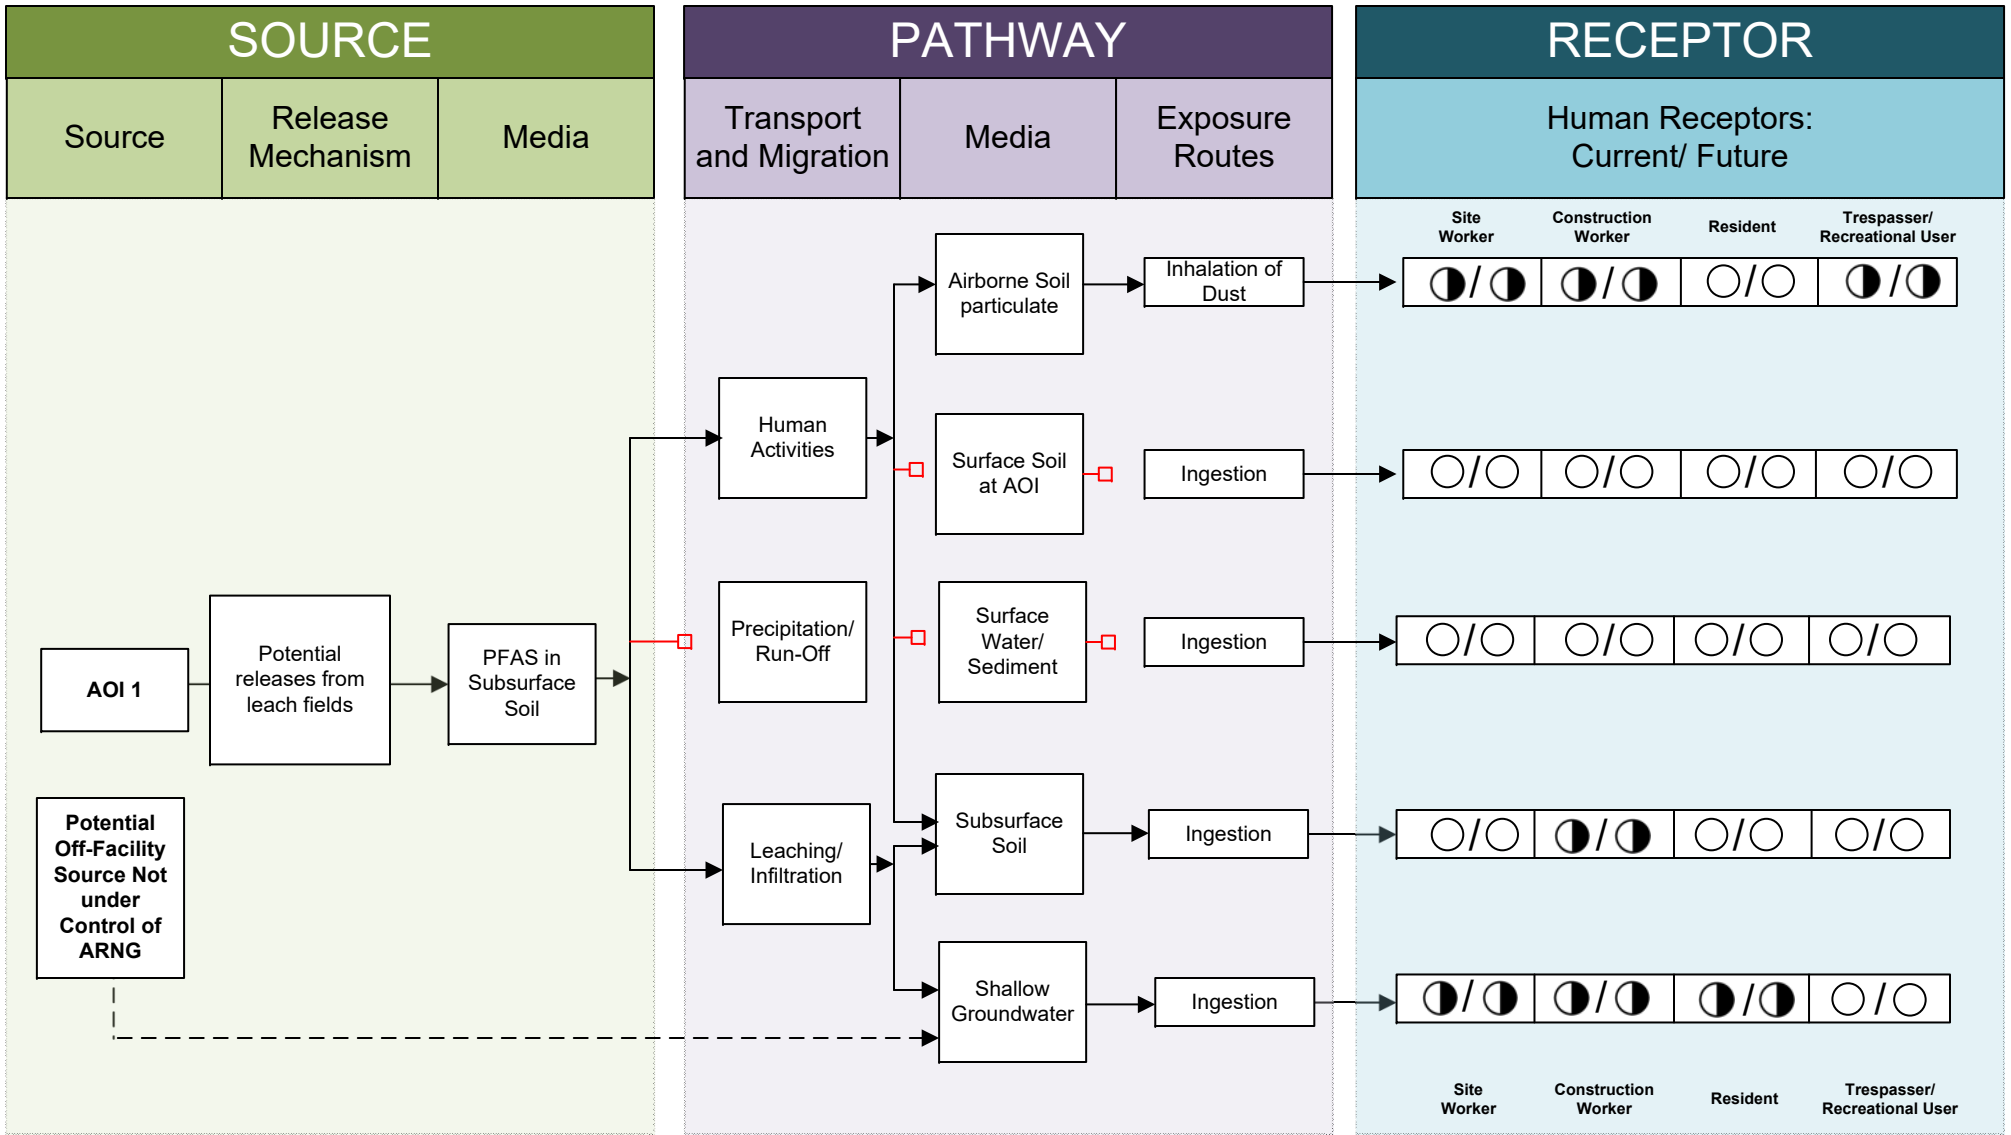 SOURCE
PATHWAY
RECEPTOR
Source
Release
Mechanism
Media
Transport
and Migration
Media
Exposure
Routes
Human Receptors:
Current/ Future
Site
Worker
Construction
Worker
Resident
Trespasser/
Recreational User
Airborne Soil
particulate
Inhalation of
Dust
/
/
/
/
Human
Activities
Surface Soil
at AOI
Ingestion
/
/
/
/
AOI 1
Potential
releases from
leach fields
PFAS in
Subsurface
Soil
Precipitation/
Run-Off
Surface
Water/
Sediment
Ingestion
/
/
/
/
Potential
Off-Facility
Source Not
under
Control of
ARNG
Leaching/
Infiltration
Subsurface
Soil
Ingestion
/
/
/
/
Shallow
Groundwater
Ingestion
/
/
/
/
Site
Worker
Construction
Worker
Resident
Trespasser/
Recreational User